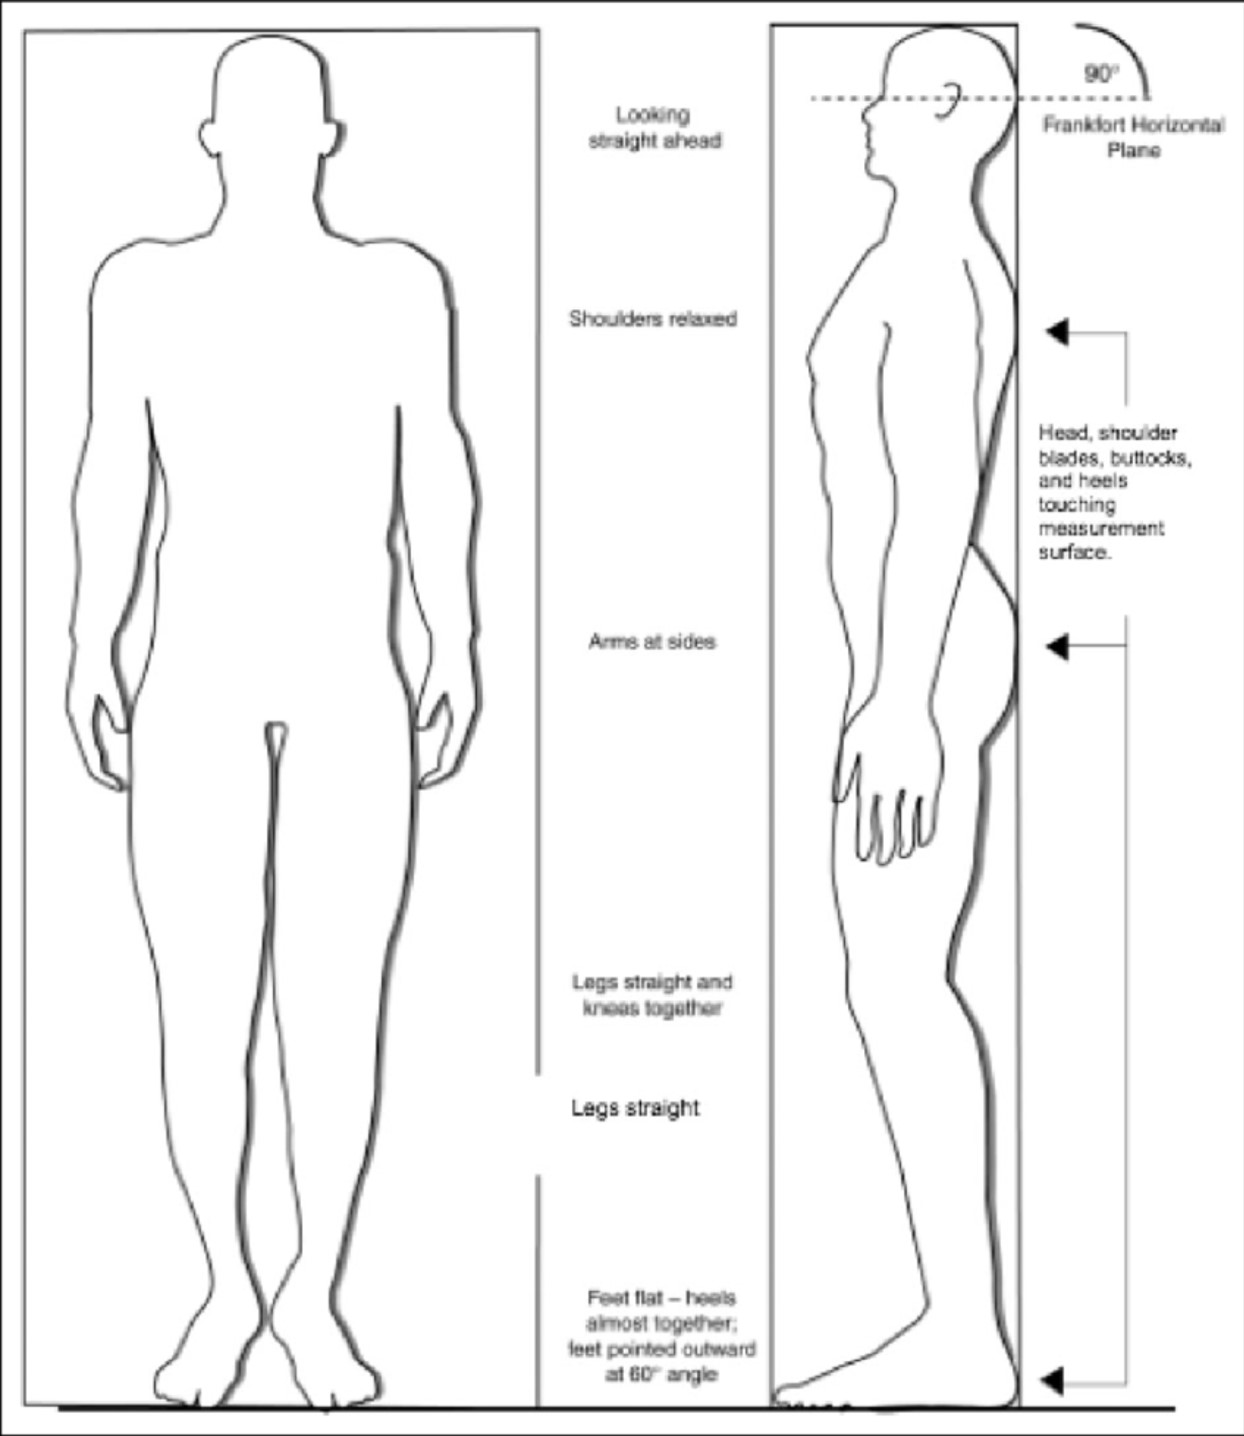 Looking
straight ahead
90°
Frankfort Horizontal
Plane
Shoulders relaxed
Head, shoulder
blades, buttocks,
and heels
touching
measurement
surface.
Arms at sides
Legs straight and
knees together
Legs straight
Feet flat – heels
almost together;
feet pointed outward
at 60° angle